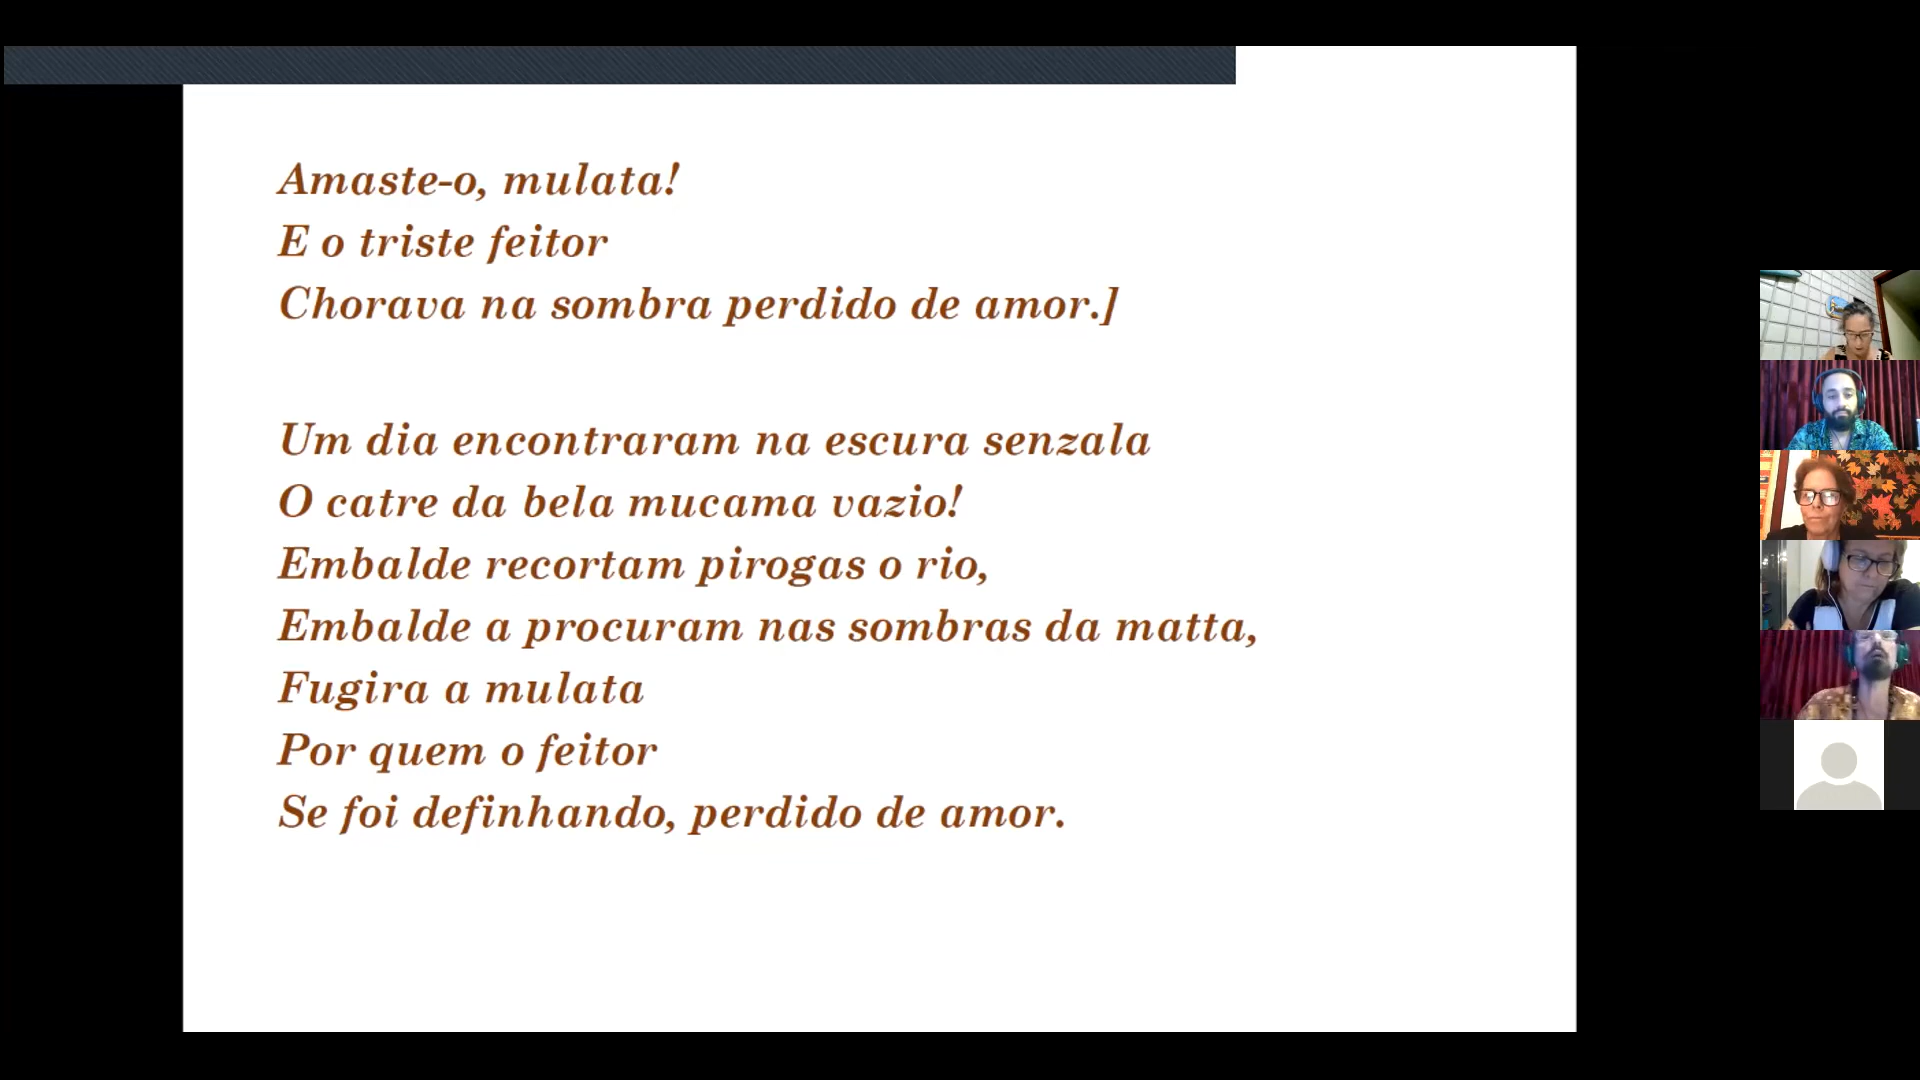 Amaste-o, mulata!
E o triste feitor
Chorava na sombra perdido de amor.]
Um dia encontraram na escura senzala
O catre da bela mucama vazio!
Embalde recortam pirogas o rio,
Embalde a procuram nas sombras da matta,
Fugira a mulata
Por quem o feitor
Se foi definhando, perdido de amor.